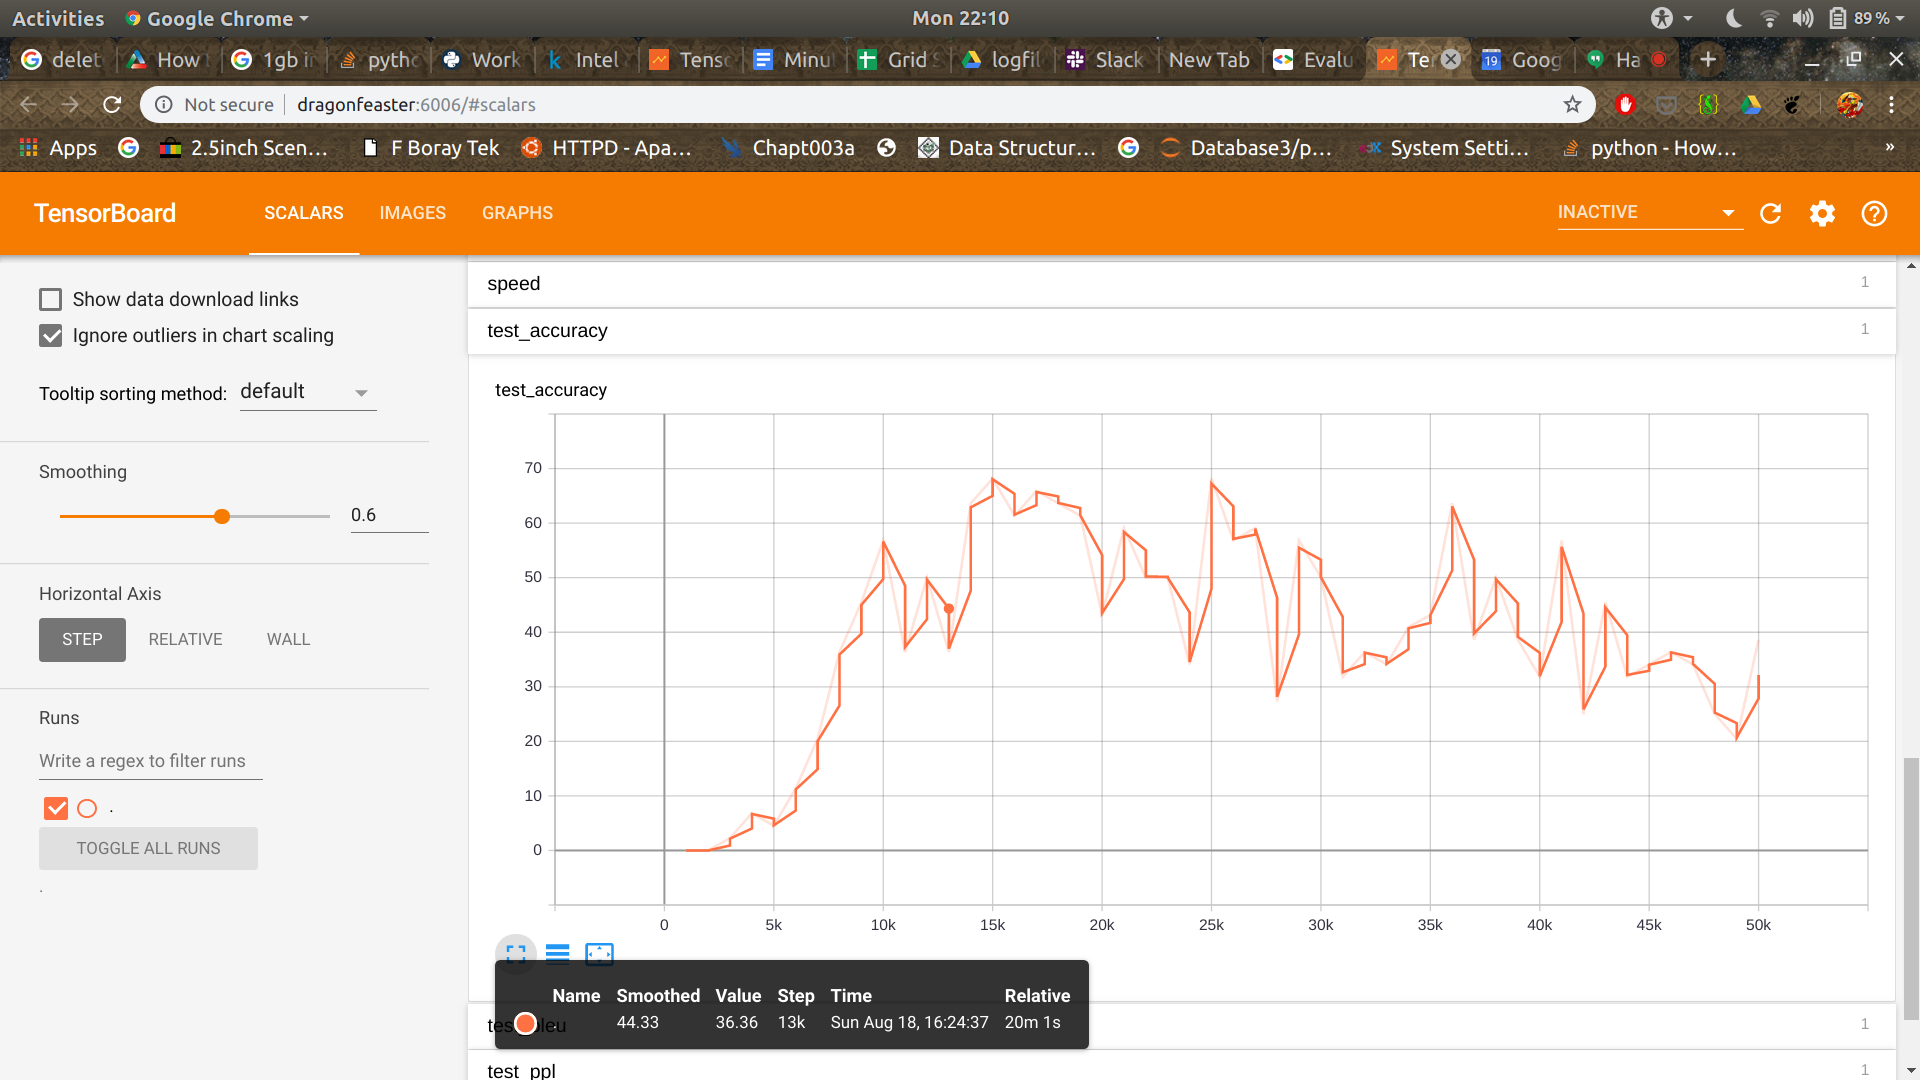 Activities Google Chrome Mon 22:10 89 %
delet How 1gb i pythc Work Intel Tens Minu Grid S logfil Slack New Tab Evalu Te Goog Ha
Not secure dragonfeaster:6006/#scalars
Apps 2.5inch Scen... F Boray Tek HTTPD - Apa... Chapt003a Data Structur... Database3/p... System Setti... python - How... »
TensorBoard SCALARS IMAGES GRAPHS INACTIVE
Show data download links
Ignore outliers in chart scaling
Tooltip sorting method: default
Smoothing
0.6
Horizontal Axis
STEP RELATIVE WALL
Runs
Write a regex to filter runs
.
TOGGLE ALL RUNS
.
speed 1
test_accuracy 1
test_accuracy
70
60
50
40
30
20
10
0
0 5k 10k 15k 20k 25k 30k 35k 40k 45k 50k
Name Smoothed Value Step Time Relative
. 44.33 36.36 13k Sun Aug 18, 16:24:37 20m 1s
1
test_ppl 1